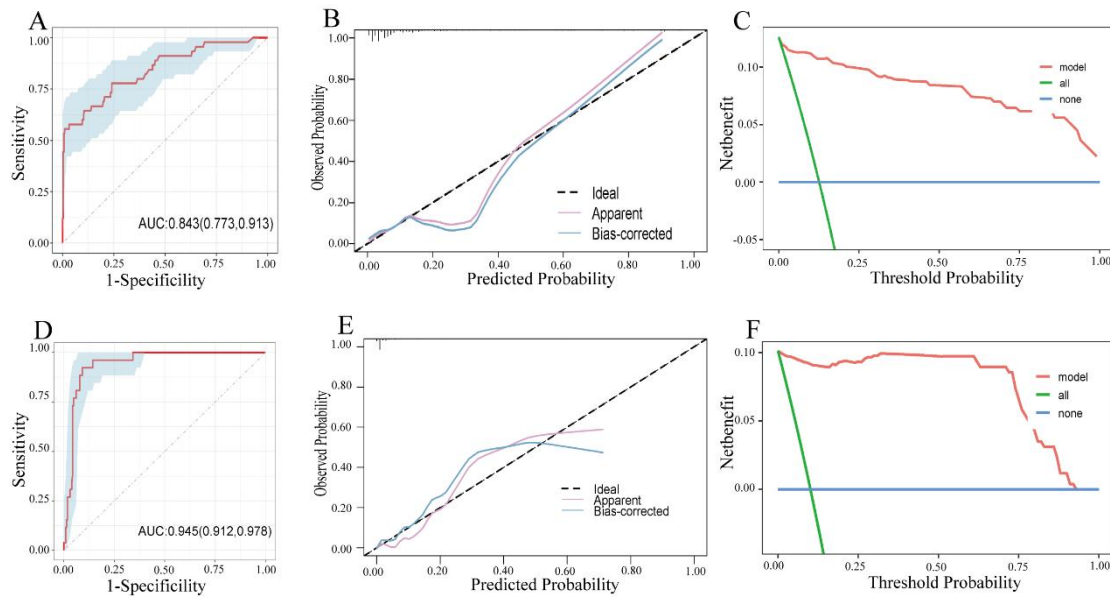 A
1.00
0.75
0.50
0.25
0.00
Sensitivity
AUC:0.843(0.773,0.913)
0.00 0.25 0.50 0.75 1.00
1-Specificility
B
1.00
0.80
0.60
0.40
0.20
0.00
Observed Probability
Ideal
Apparent
Bias-corrected
0.00 0.20 0.40 0.60 0.80 1.00
Predicted Probability
C
0.10
0.05
0.00
-0.05
Netbenefit
model
all
none
0.00 0.25 0.50 0.75 1.00
Threshold Probability
D
1.00
0.75
0.50
0.25
0.00
Sensitivity
AUC:0.945(0.912,0.978)
0.00 0.25 0.50 0.75 1.00
1-Specificility
E
1.00
0.80
0.60
0.40
0.20
0.00
Observed Probability
Ideal
Apparent
Bias-corrected
0.00 0.20 0.40 0.60 0.80 1.00
Predicted Probability
F
0.10
0.05
0.00
Netbenefit
model
all
none
0.00 0.25 0.50 0.75 1.00
Threshold Probability